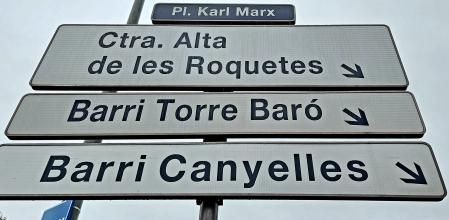 Pl. Karl Marx
Ctra. Alta
de les Roquetes
Barri Torre Baró
Barri Canyelles